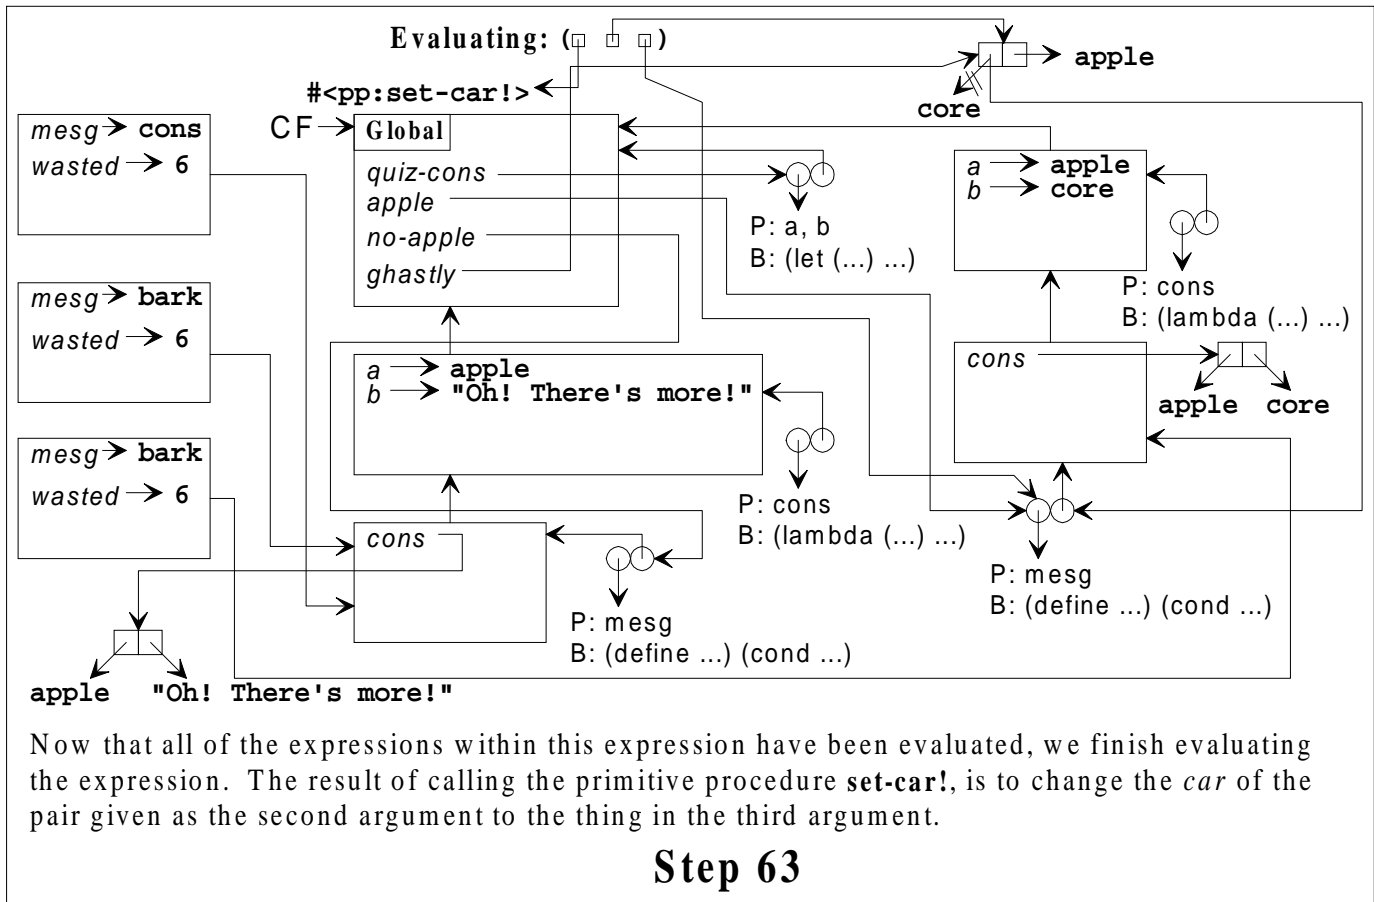 Evaluating: ( )
apple
#<pp:set-car!>
core
CF
Global
mesg cons
wasted 6
quiz-cons
apple
no-apple
ghastly
P: a, b
B: (let (...) ...)
a apple
b core
P: cons
B: (lambda (...) ...)
mesg bark
wasted 6
a apple
b "Oh! There's more!"
cons
apple core
mesg bark
wasted 6
P: cons
B: (lambda (...) ...)
cons
P: mesg
B: (define ...) (cond ...)
P: mesg
B: (define ...) (cond ...)
apple "Oh! There's more!"
Now that all of the expressions within this expression have been evaluated, we finish evaluating
the expression. The result of calling the primitive procedure set-car!, is to change the car of the
pair given as the second argument to the thing in the third argument.
Step 63